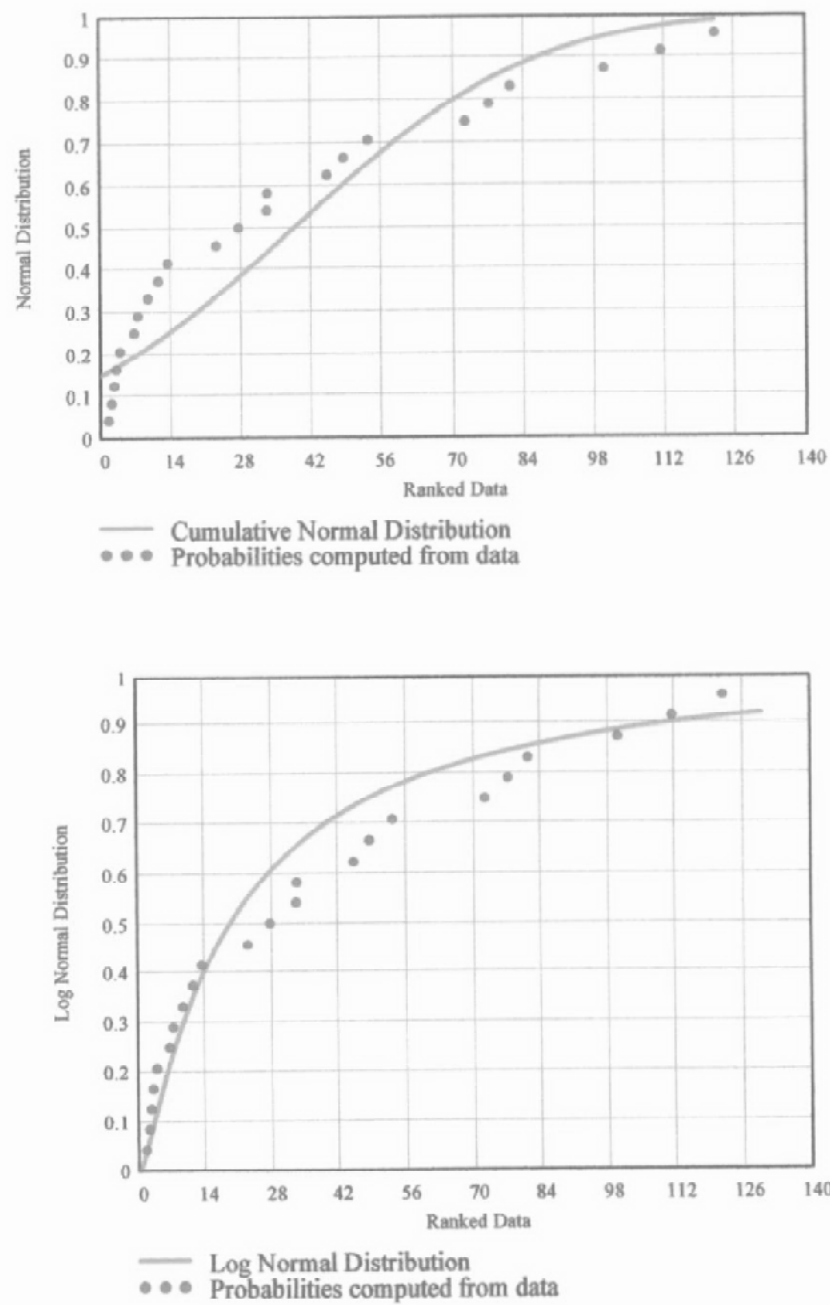 1
0.9
0.8
0.7
0.6
0.5
0.4
0.3
0.2
0.1
0
Normal Distribution
0 14 28 42 56 70 84 98 112 126 140
Ranked Data
Cumulative Normal Distribution
Probabilities computed from data
1
0.9
0.8
0.7
0.6
0.5
0.4
0.3
0.2
0.1
0
Log Normal Distribution
0 14 28 42 56 70 84 98 112 126 140
Ranked Data
Log Normal Distribution
Probabilities computed from data